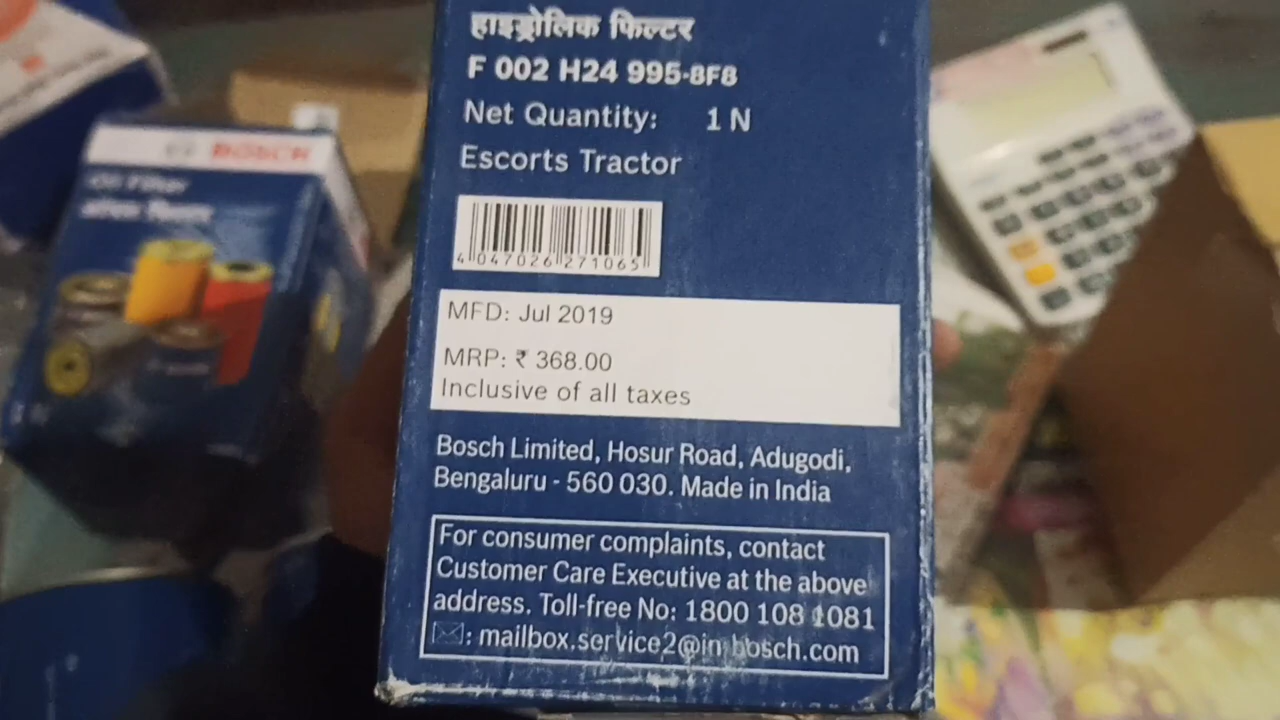 हाइड्रोलिक फिल्टर
F 002 H24 995-8F8
Net Quantity: 1 N
Escorts Tractor
4 047026 271065
MFD: Jul 2019
MRP: ₹ 368.00
Inclusive of all taxes
Bosch Limited, Hosur Road, Adugodi,
Bengaluru - 560 030. Made in India
For consumer complaints, contact
Customer Care Executive at the above
address. Toll-free No: 1800 108 1081
✉: mailbox.service2@in.bosch.com
BOSCH
Oil Filter
ऑयल फिल्टर